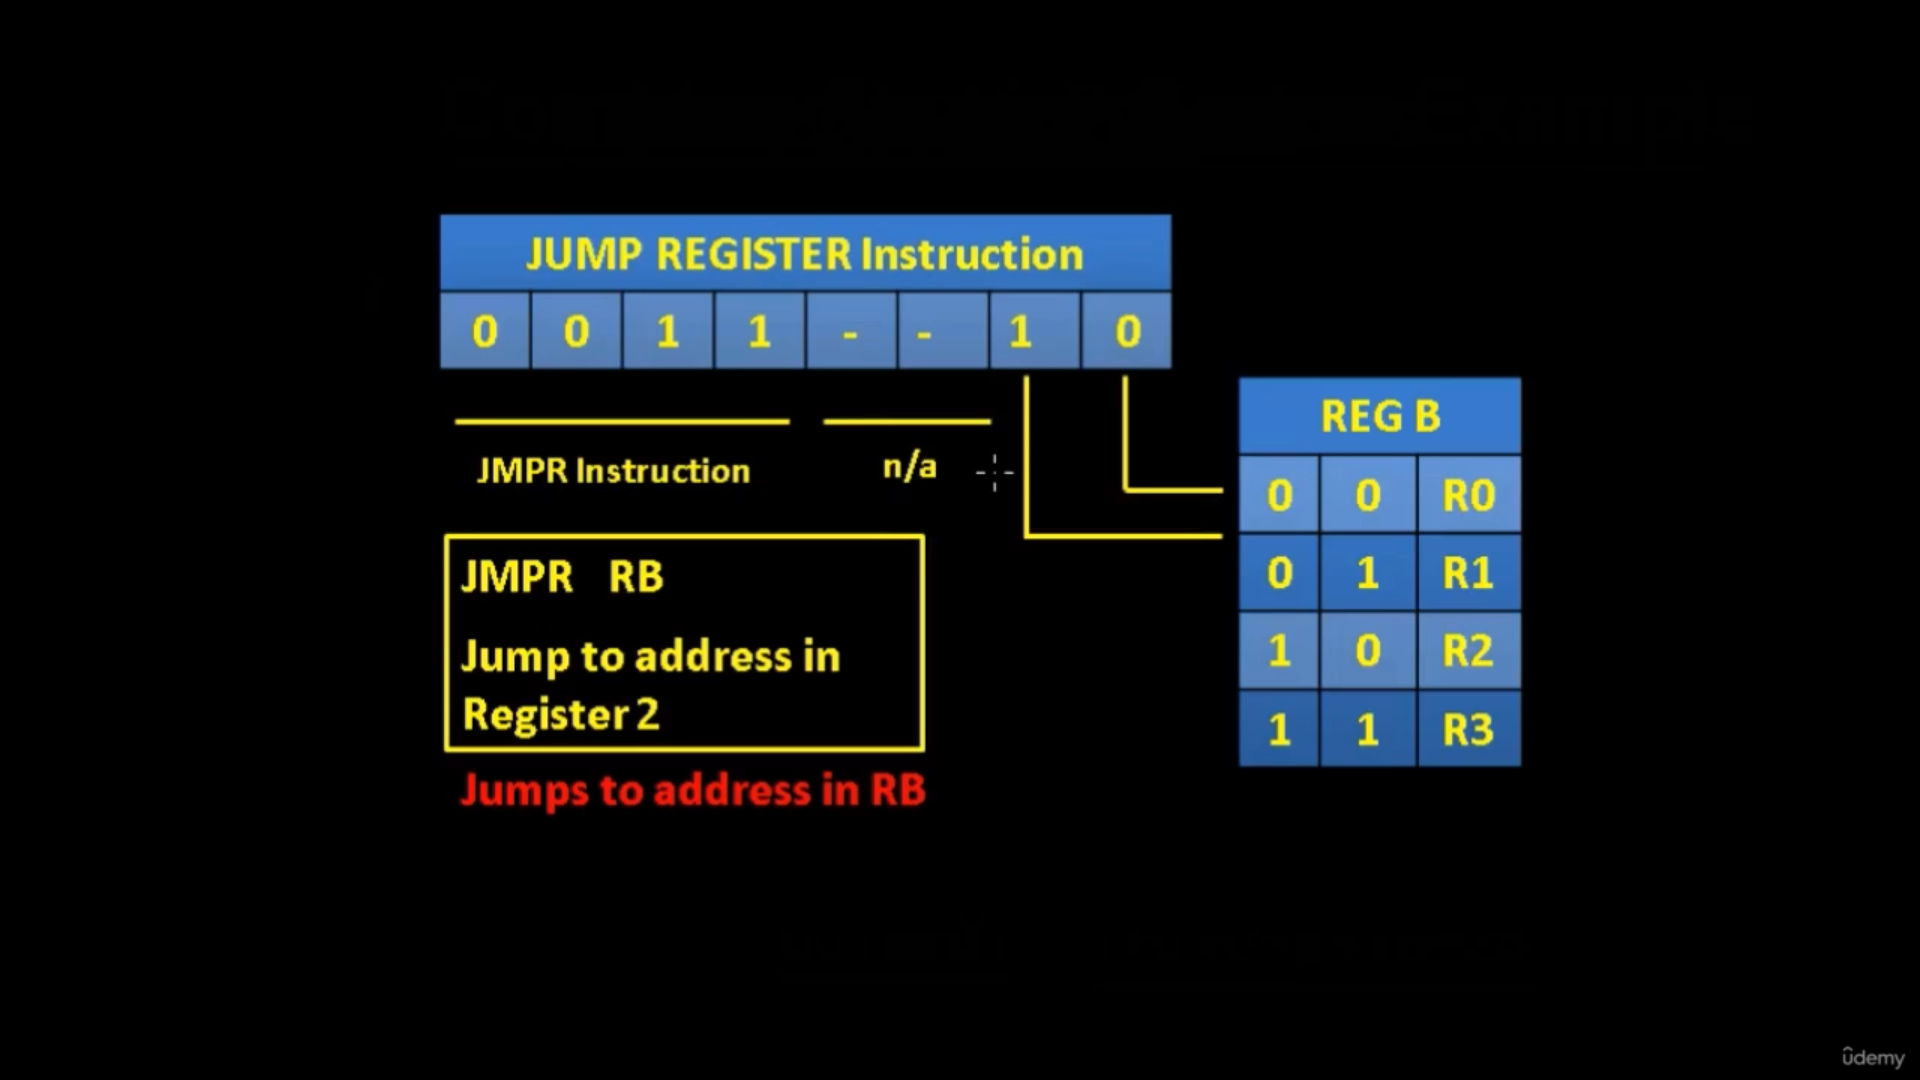 JUMP REGISTER Instruction
0 0 1 1 - - 1 0
JMPR Instruction
n/a
REG B
0 0 R0
0 1 R1
1 0 R2
1 1 R3
JMPR RB
Jump to address in
Register 2
Jumps to address in RB
ûdemy